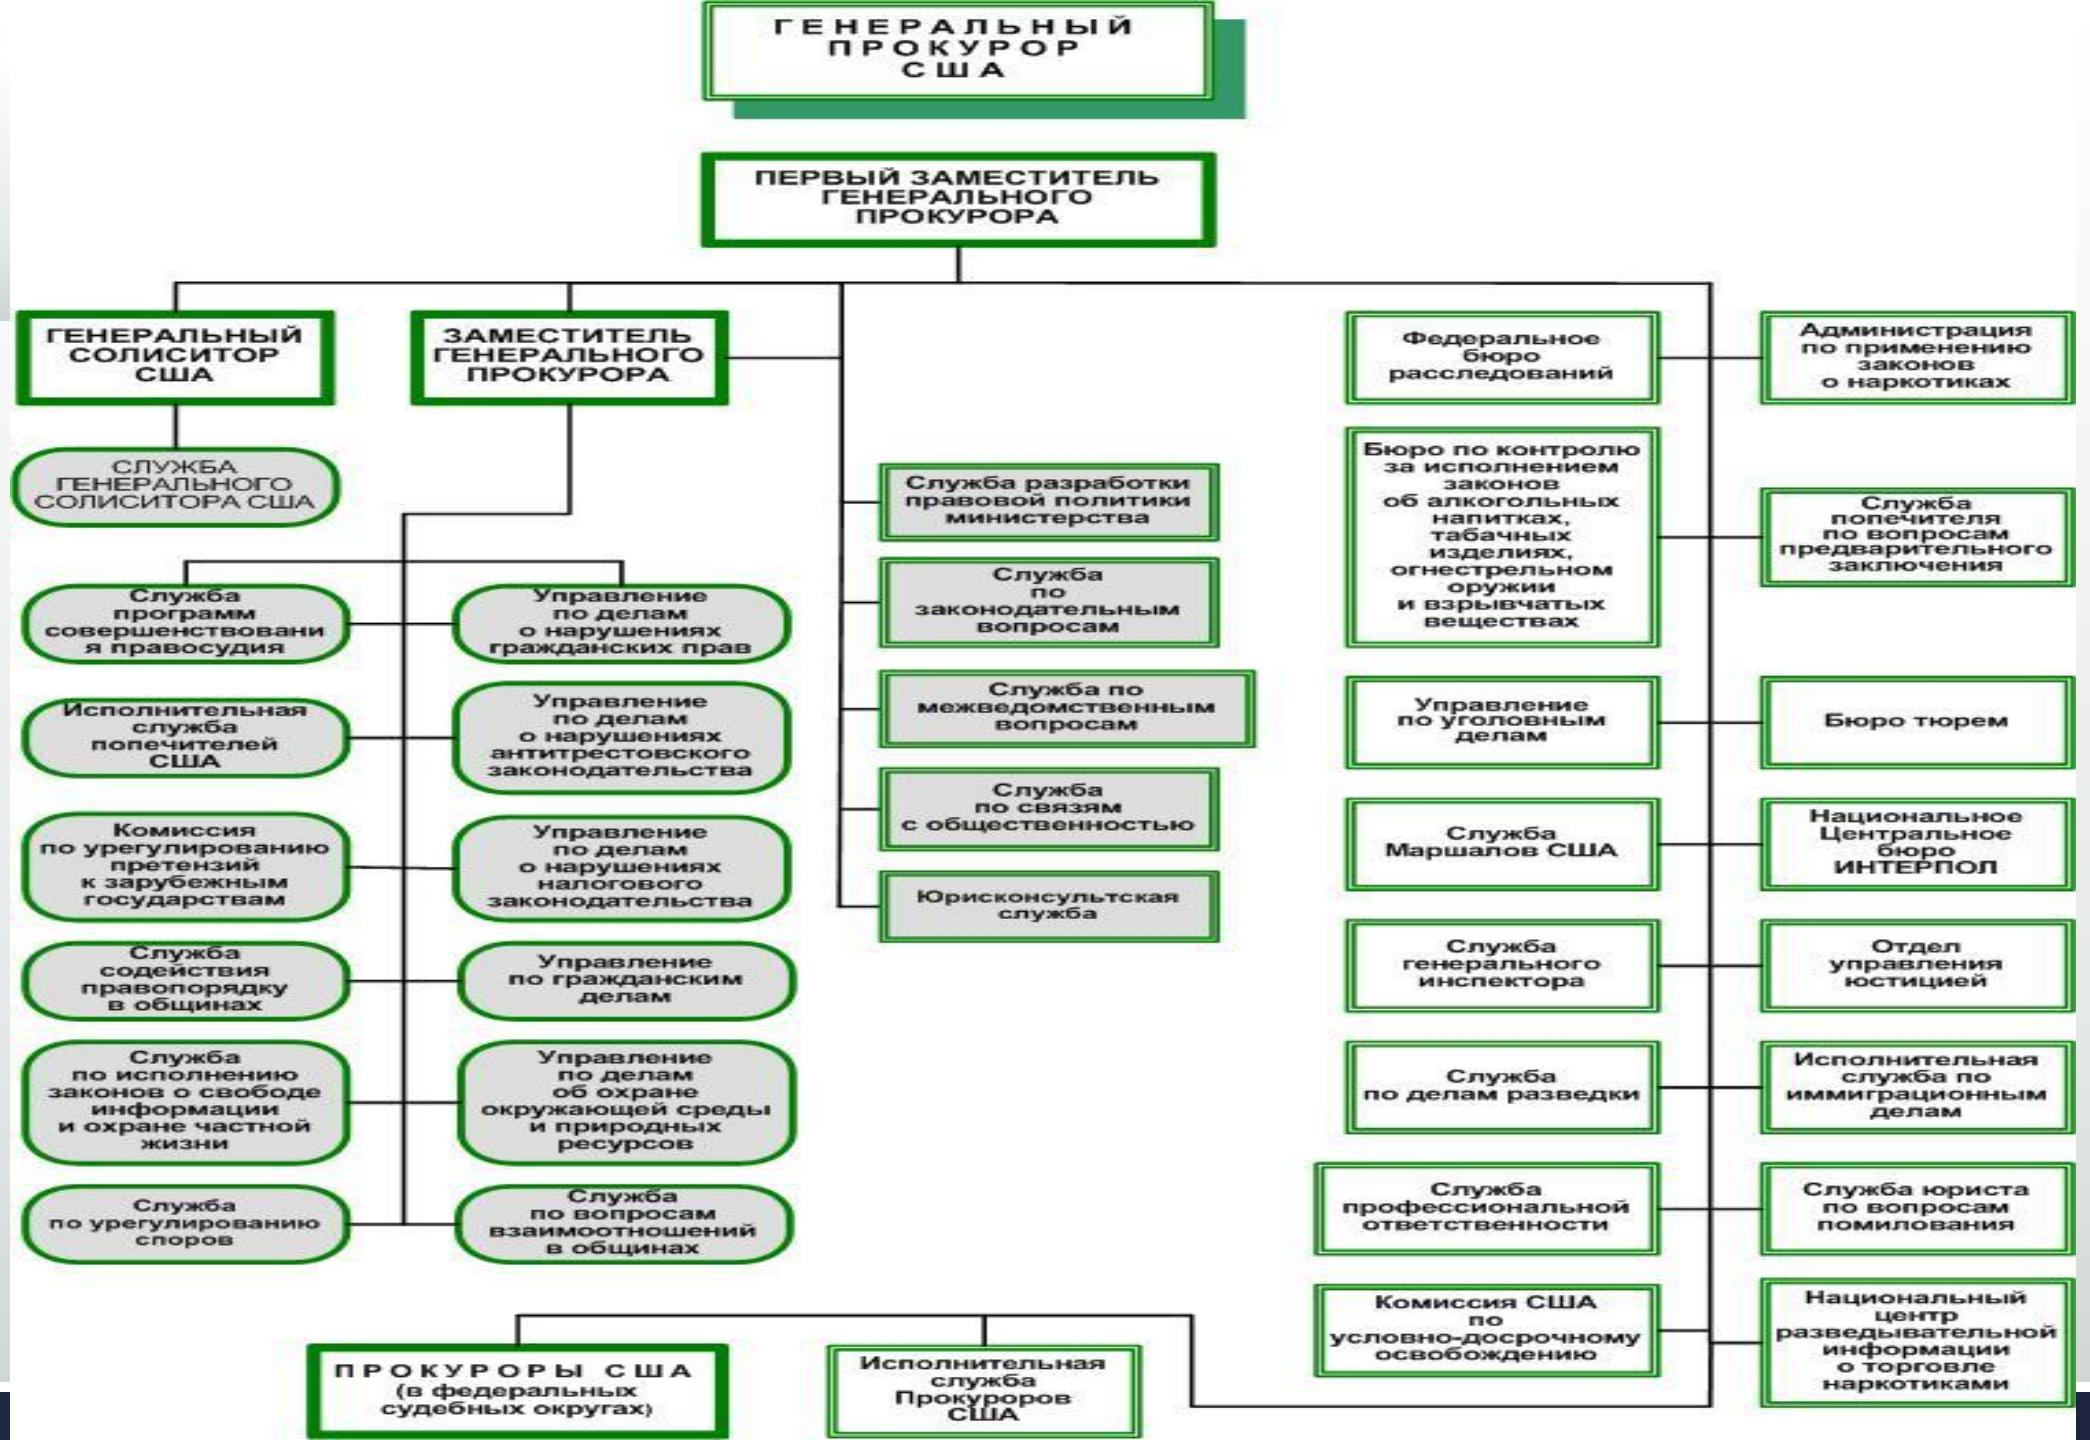 ГЕНЕРАЛЬНЫЙ
ПРОКУРОР
США
ПЕРВЫЙ ЗАМЕСТИТЕЛЬ
ГЕНЕРАЛЬНОГО
ПРОКУРОРА
ГЕНЕРАЛЬНЫЙ
СОЛИСИТОР
США
ЗАМЕСТИТЕЛЬ
ГЕНЕРАЛЬНОГО
ПРОКУРОРА
СЛУЖБА
ГЕНЕРАЛЬНОГО
СОЛИСИТОРА США
Служба
программ
совершенствовани
я правосудия
Исполнительная
служба
попечителей
США
Комиссия
по урегулированию
претензий
к зарубежным
государствам
Служба
содействия
правопорядку
в общинах
Служба
по исполнению
законов о свободе
информации
и охране частной
жизни
Служба
по урегулированию
споров
Управление
по делам
о нарушениях
гражданских прав
Управление
по делам
о нарушениях
антитрестовского
законодательства
Управление
по делам
о нарушениях
налогового
законодательства
Управление
по гражданским
делам
Управление
по делам
об охране
окружающей среды
и природных
ресурсов
Служба
по вопросам
взаимоотношений
в общинах
Служба разработки
правовой политики
министерства
Служба
по
законодательным
вопросам
Служба по
межведомственным
вопросам
Служба
по связям
с общественностью
Юрисконсультская
служба
Федеральное
бюро
расследований
Бюро по контролю
за исполнением
законов
об алкогольных
напитках,
табачных
изделиях,
огнестрельном
оружии
и взрывчатых
веществах
Управление
по уголовным
делам
Служба
Маршалов США
Служба
генерального
инспектора
Служба
по делам разведки
Служба
профессиональной
ответственности
Комиссия США
по
условно-досрочному
освобождению
Администрация
по применению
законов
о наркотиках
Служба
попечителя
по вопросам
предварительного
заключения
Бюро тюрем
Национальное
Центральное
бюро
ИНТЕРПОЛ
Отдел
управления
юстицией
Исполнительная
служба по
иммиграционным
делам
Служба юриста
по вопросам
помилования
Национальный
центр
разведывательной
информации
о торговле
наркотиками
ПРОКУРОРЫ США
(в федеральных
судебных округах)
Исполнительная
служба
Прокуроров
США